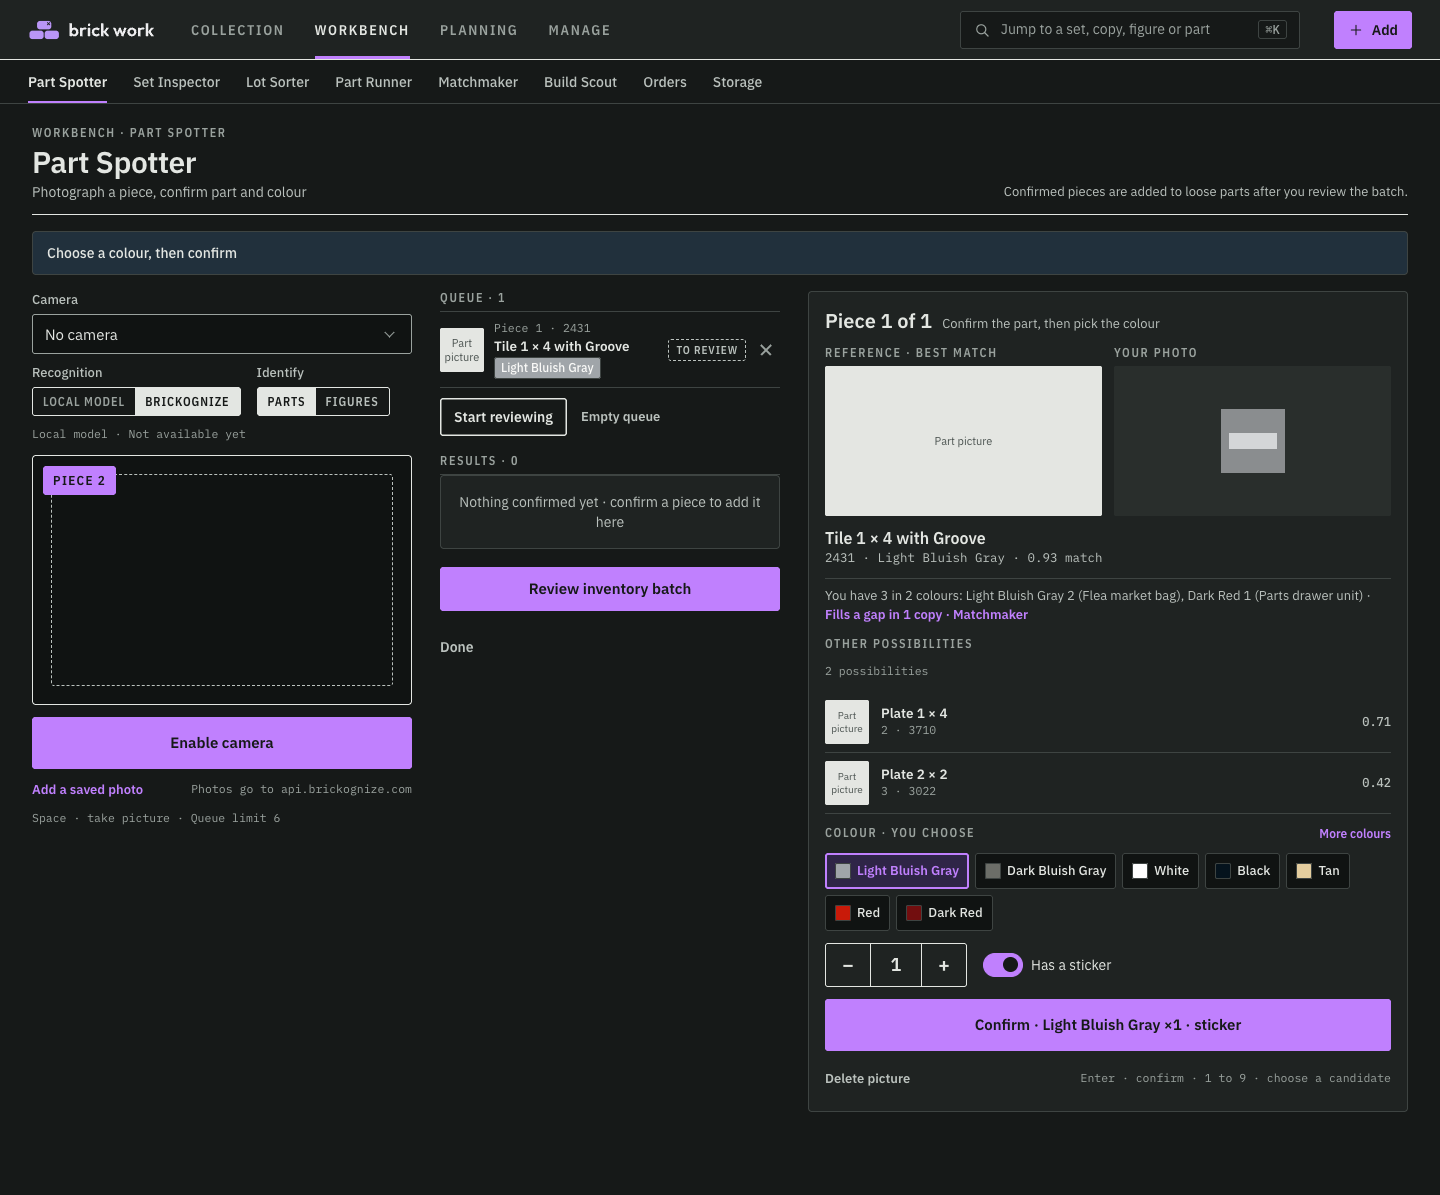 brick work
COLLECTION
WORKBENCH
PLANNING
MANAGE
Jump to a set, copy, figure or part
⌘K
+ Add
Part Spotter
Set Inspector
Lot Sorter
Part Runner
Matchmaker
Build Scout
Orders
Storage
WORKBENCH · PART SPOTTER
Part Spotter
Photograph a piece, confirm part and colour
Confirmed pieces are added to loose parts after you review the batch.
Choose a colour, then confirm
Camera
No camera
Recognition
Identify
LOCAL MODEL
BRICKOGNIZE
PARTS
FIGURES
Local model · Not available yet
PIECE 2
Enable camera
Add a saved photo
Photos go to api.brickognize.com
Space · take picture · Queue limit 6
QUEUE · 1
Part
picture
Piece 1 · 2431
Tile 1 × 4 with Groove
Light Bluish Gray
TO REVIEW
Start reviewing
Empty queue
RESULTS · 0
Nothing confirmed yet · confirm a piece to add it
here
Review inventory batch
Done
Piece 1 of 1
Confirm the part, then pick the colour
REFERENCE · BEST MATCH
YOUR PHOTO
Part picture
Tile 1 × 4 with Groove
2431 · Light Bluish Gray · 0.93 match
You have 3 in 2 colours: Light Bluish Gray 2 (Flea market bag), Dark Red 1 (Parts drawer unit) ·
Fills a gap in 1 copy · Matchmaker
OTHER POSSIBILITIES
2 possibilities
Part
picture
Plate 1 × 4
2 · 3710
0.71
Part
picture
Plate 2 × 2
3 · 3022
0.42
COLOUR · YOU CHOOSE
More colours
Light Bluish Gray
Dark Bluish Gray
White
Black
Tan
Red
Dark Red
− 1 +
Has a sticker
Confirm · Light Bluish Gray ×1 · sticker
Delete picture
Enter · confirm · 1 to 9 · choose a candidate